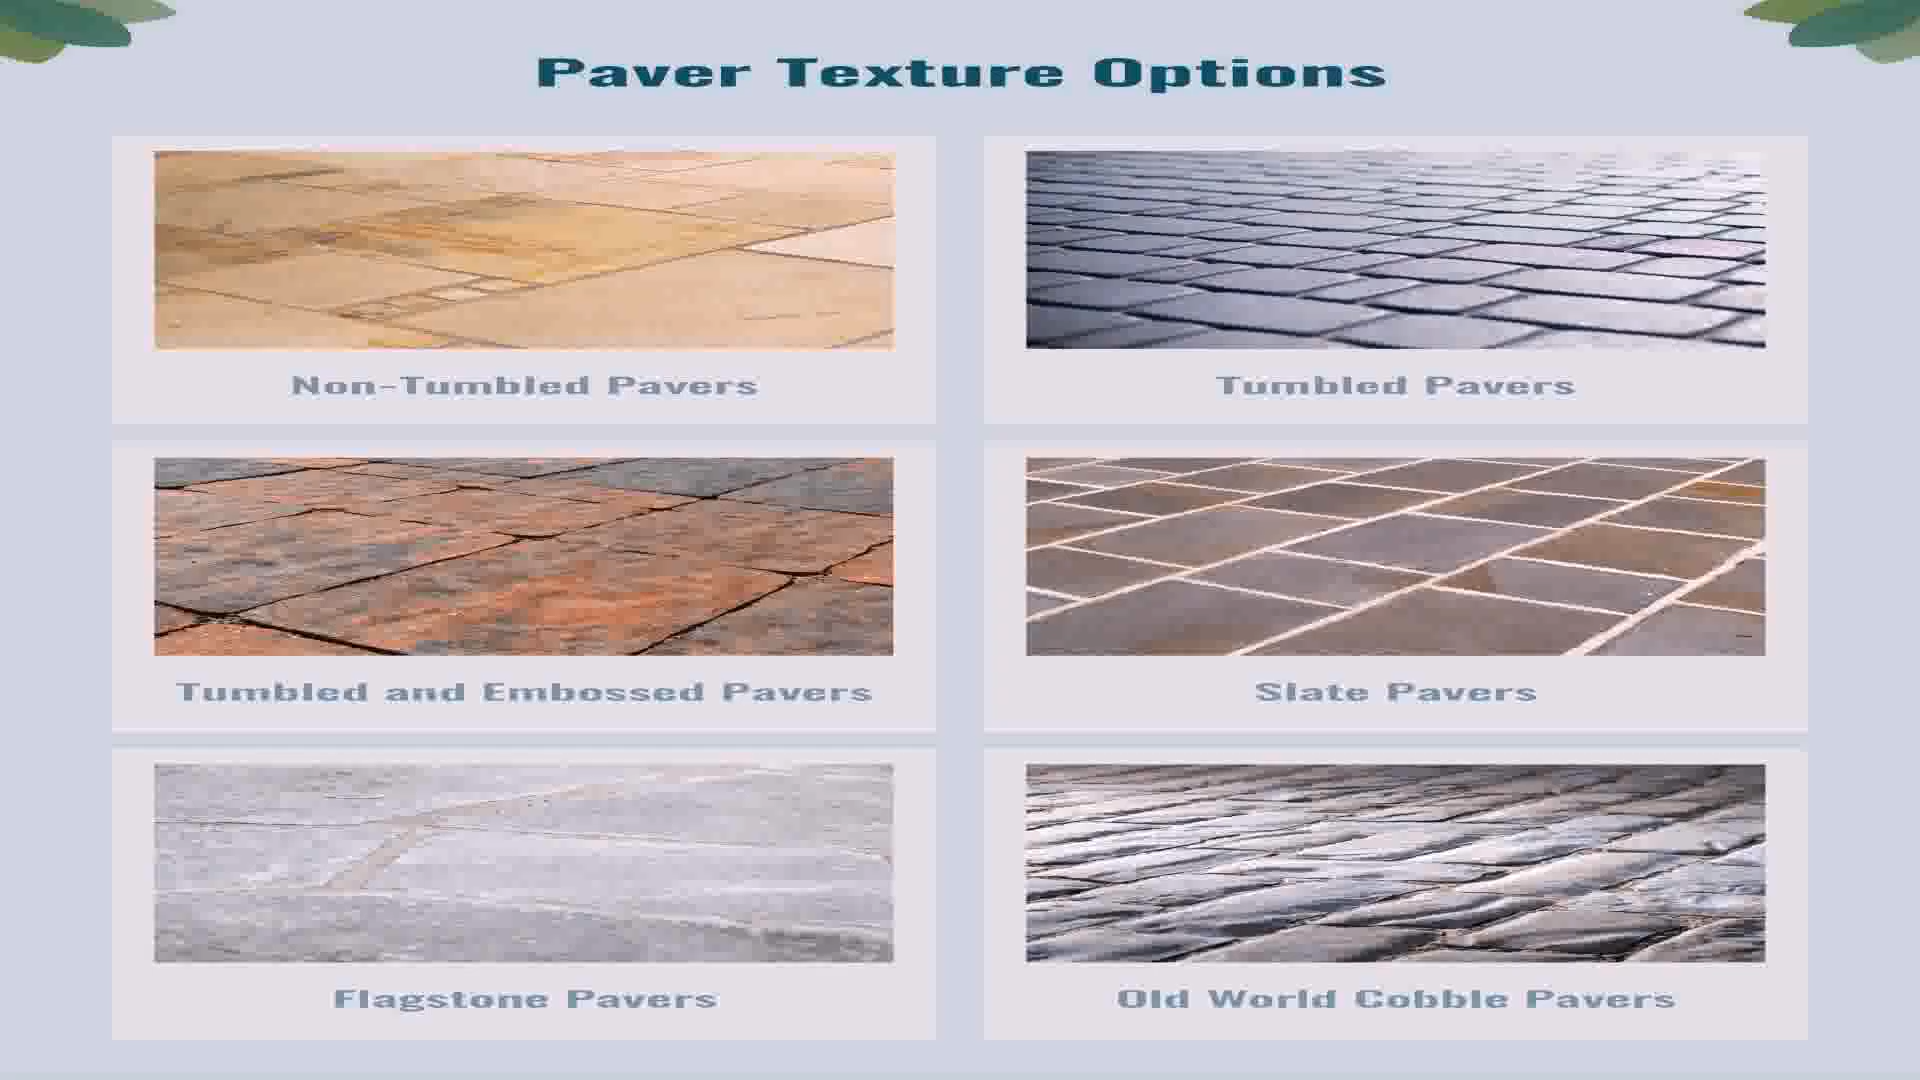 Paver Texture Options
Non-Tumbled Pavers
Tumbled Pavers
Tumbled and Embossed Pavers
Slate Pavers
Flagstone Pavers
Old World Cobble Pavers